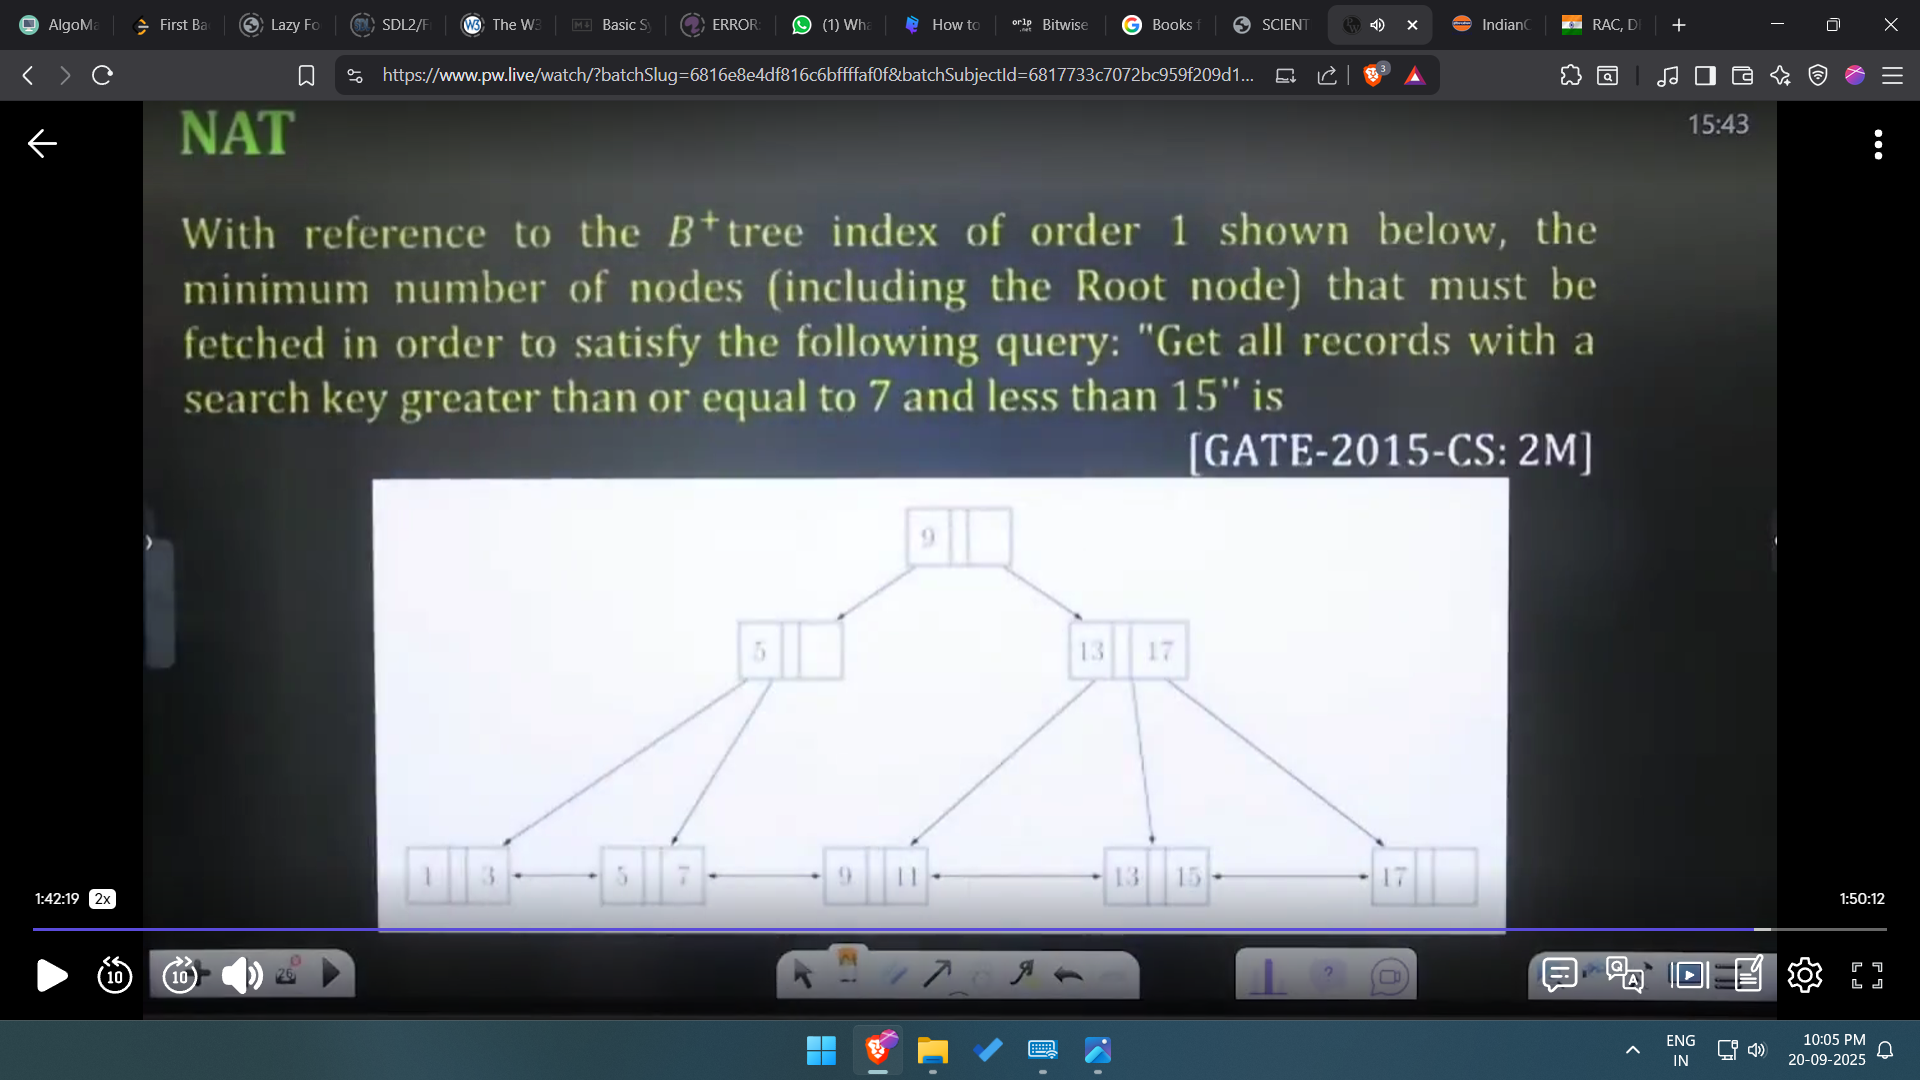 AlgoMa
First Ba
Lazy Fo
SDL2/F
The W3
Basic Sy
ERROR:
(1) Wha
How to
orlp .net
Bitwise
Books f
SCIENT
IndianC
RAC, D
https://www.pw.live/watch/?batchSlug=6816e8e4df816c6bffffaf0f&batchSubjectId=6817733c7072bc959f209d1...
3
NAT
15:43
With reference to the B+ tree index of order 1 shown below, the
minimum number of nodes (including the Root node) that must be
fetched in order to satisfy the following query: "Get all records with a
search key greater than or equal to 7 and less than 15" is
[GATE-2015-CS: 2M]
9
5
13 17
1 3 5 7 9 11 13 15 17
1:42:19 2x
1:50:12
10
10
26
?
Q A
ENG
IN
10:05 PM
20-09-2025